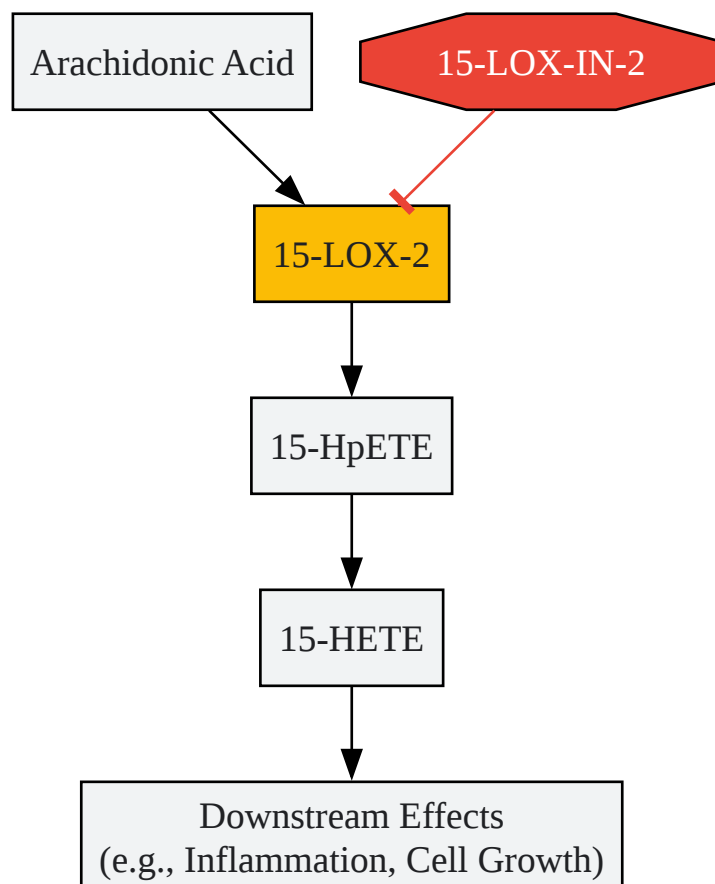 Arachidonic Acid
15-LOX-IN-2
15-LOX-2
15-HpETE
15-HETE
Downstream Effects
(e.g., Inflammation, Cell Growth)